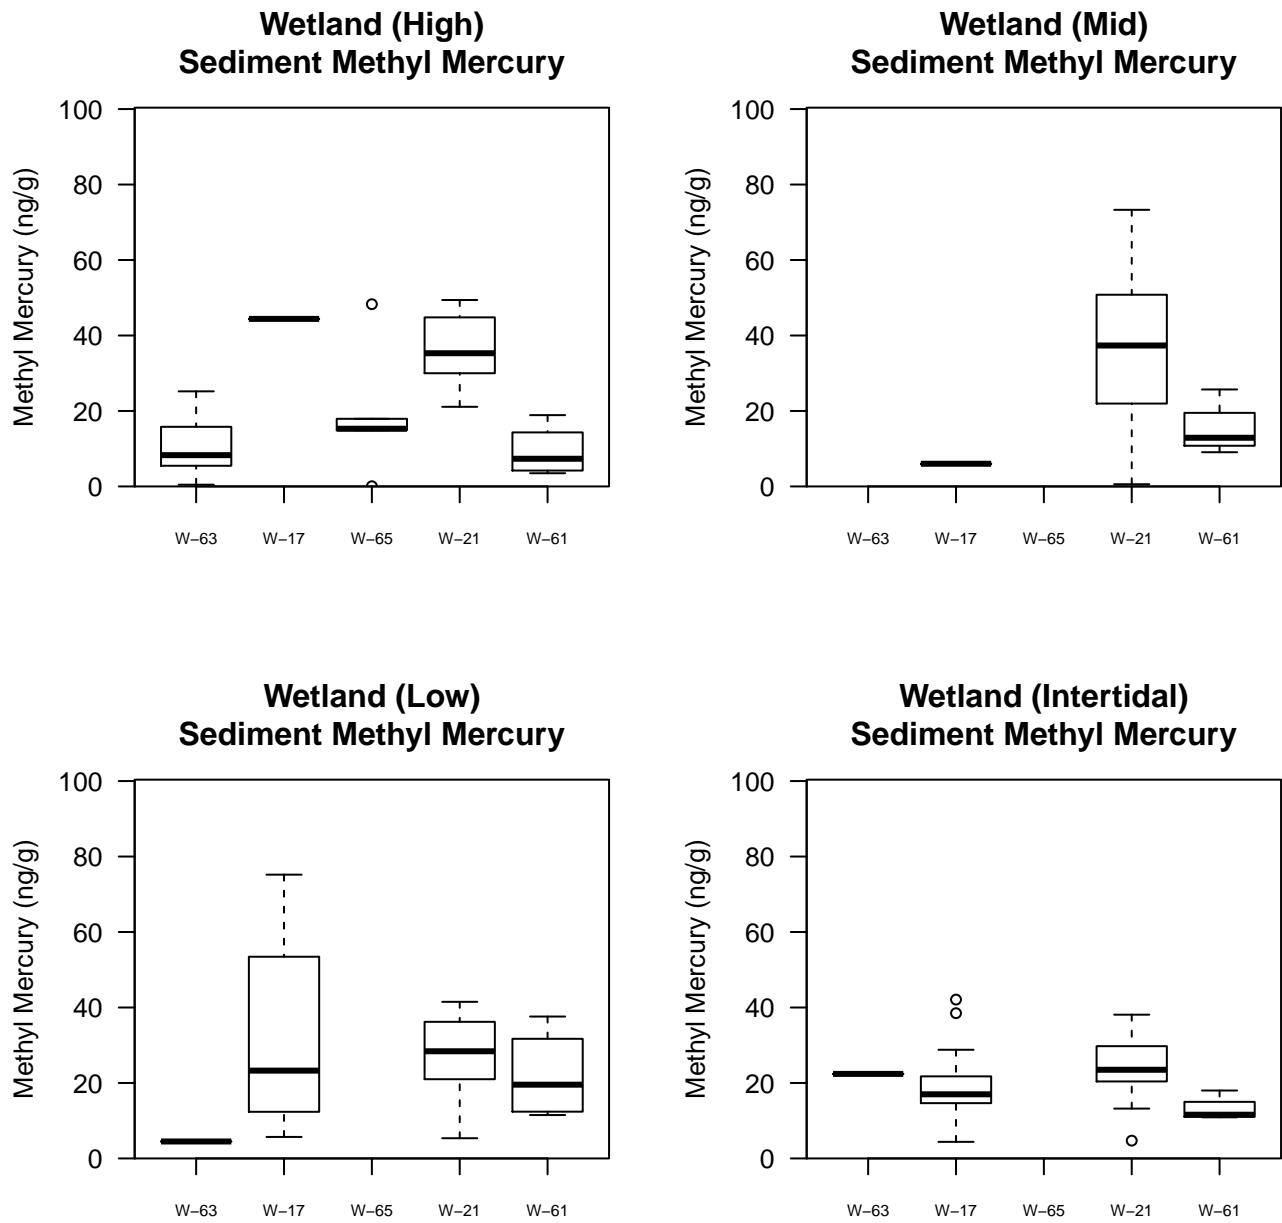 Wetland (High)
Sediment Methyl Mercury
Methyl Mercury (ng/g)
100
80
60
40
20
0
W−63 W−17 W−65 W−21 W−61
Wetland (Mid)
Sediment Methyl Mercury
Methyl Mercury (ng/g)
100
80
60
40
20
0
W−63 W−17 W−65 W−21 W−61
Wetland (Low)
Sediment Methyl Mercury
Methyl Mercury (ng/g)
100
80
60
40
20
0
W−63 W−17 W−65 W−21 W−61
Wetland (Intertidal)
Sediment Methyl Mercury
Methyl Mercury (ng/g)
100
80
60
40
20
0
W−63 W−17 W−65 W−21 W−61